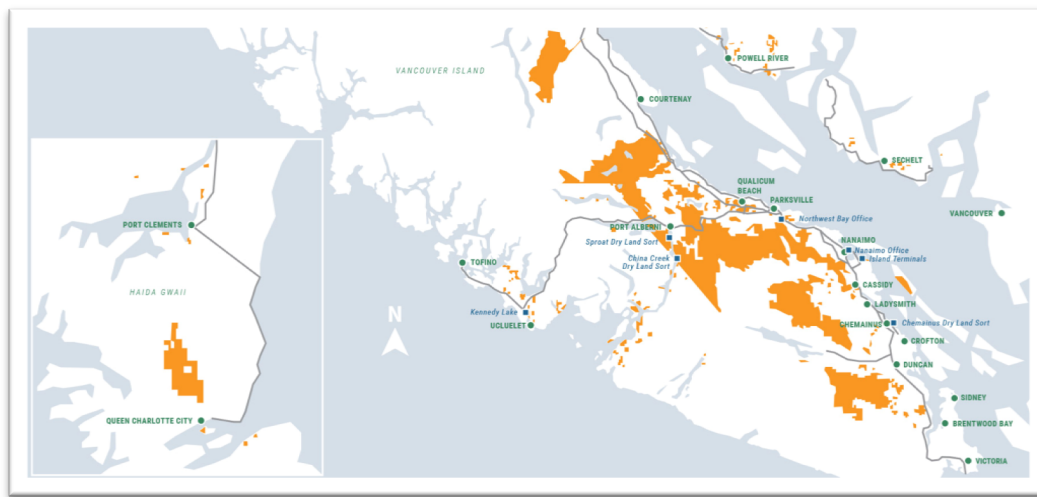 VANCOUVER ISLAND
POWELL RIVER
COURTENAY
SECHELT
QUALICUM
BEACH
PARKSVILLE
VANCOUVER
Northwest Bay Office
PORT CLEMENTS
PORT ALBERNI
Sproat Dry Land Sort
NANAIMO
Nanaimo Office
Island Terminals
China Creek
Dry Land Sort
TOFINO
HAIDA GWAII
CASSIDY
LADYSMITH
Kennedy Lake
N
UCLUELET
CHEMAINUS
Chemainus Dry Land Sort
CROFTON
DUNCAN
SIDNEY
QUEEN CHARLOTTE CITY
BRENTWOOD BAY
VICTORIA